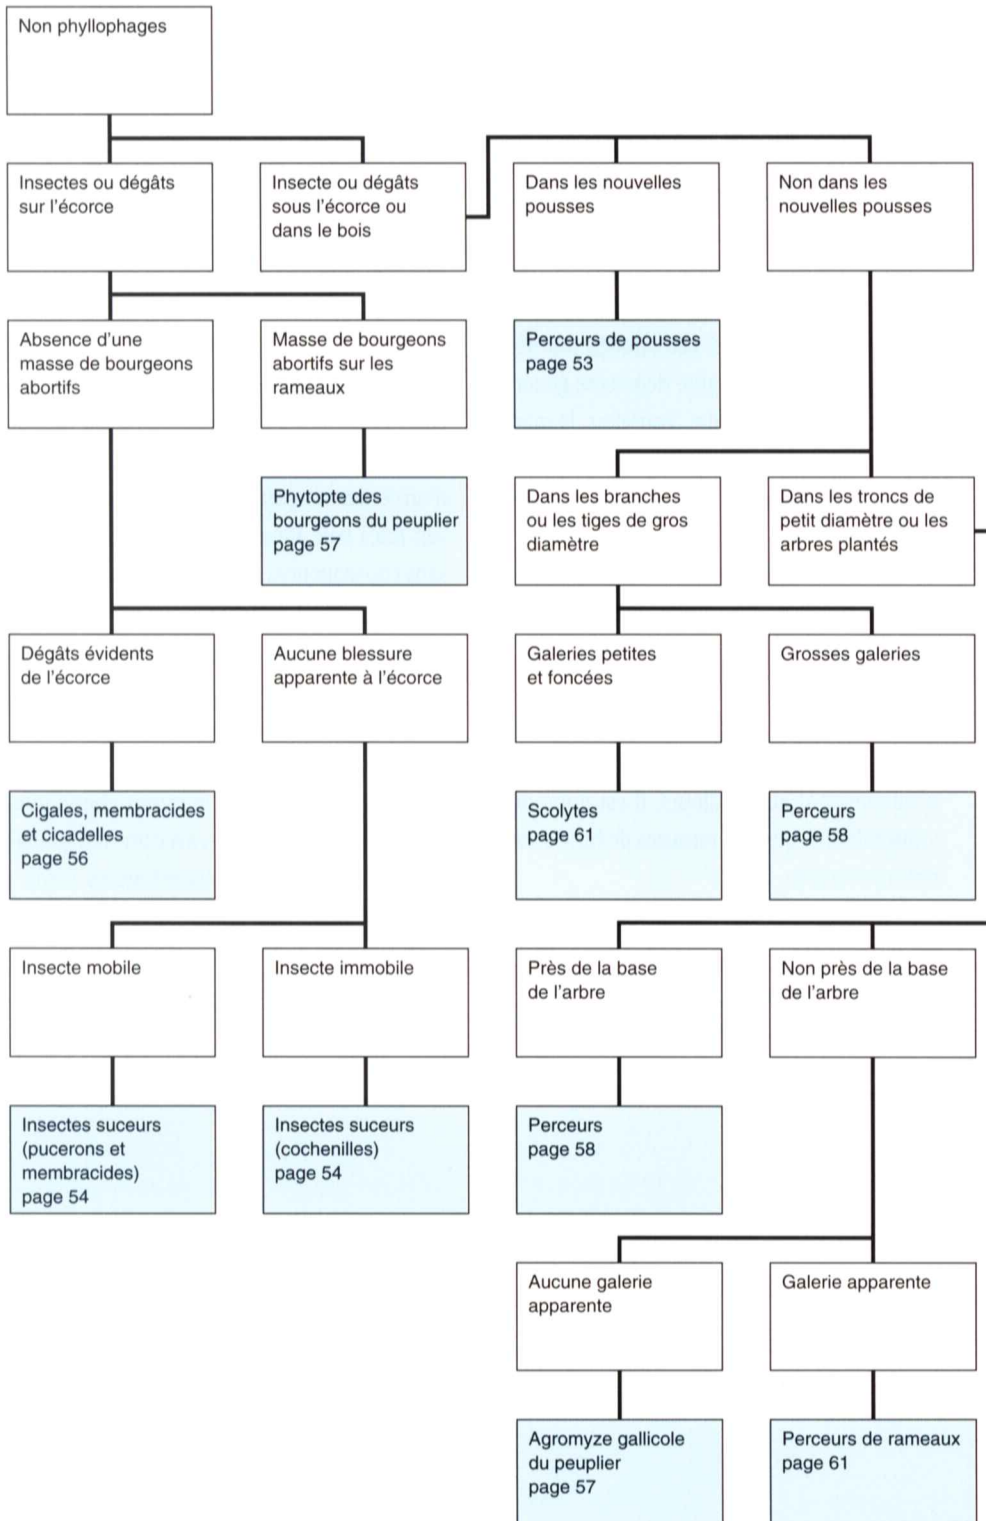 Non phyllophages
Insectes ou dégâts
sur l'écorce
Insecte ou dégâts
sous l'écorce ou
dans le bois
Dans les nouvelles
pousses
Non dans les
nouvelles pousses
Absence d'une
masse de bourgeons
abortifs
Masse de bourgeons
abortifs sur les
rameaux
Perceurs de pousses
page 53
Phytopte des
bourgeons du peuplier
page 57
Dans les branches
ou les tiges de gros
diamètre
Dans les troncs de
petit diamètre ou les
arbres plantés
Dégâts évidents
de l'écorce
Aucune blessure
apparente à l'écorce
Galeries petites
et foncées
Grosses galeries
Cigales, membracides
et cicadelles
page 56
Scolytes
page 61
Perceurs
page 58
Insecte mobile
Insecte immobile
Près de la base
de l'arbre
Non près de la base
de l'arbre
Insectes suceurs
(pucerons et
membracides)
page 54
Insectes suceurs
(cochenilles)
page 54
Perceurs
page 58
Aucune galerie
apparente
Galerie apparente
Agromyze gallicole
du peuplier
page 57
Perceurs de rameaux
page 61